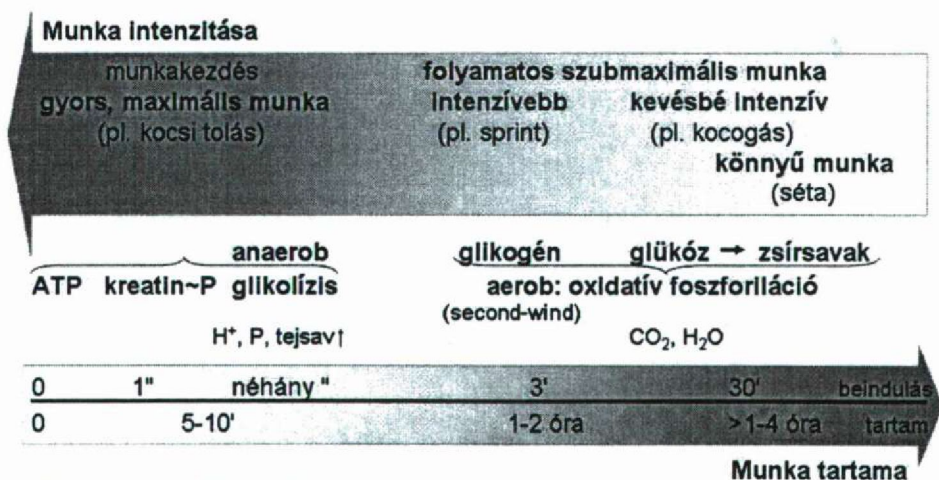 Munka intenzitása
munkakezdés folyamatos szubmaximális munka
gyors, maximális munka intenzívebb kevésbé intenzív
(pl. kocsi tolás) (pl. sprint) (pl. kocogás)
könnyű munka
(séta)
anaerob glikogén glükóz → zsírsavak
ATP kreatin~P glikolízis aerob: oxidatív foszforiláció
(second-wind)
H⁺, P, tejsav↑ CO₂, H₂O
0 1" néhány " 3' 30' beindulás
0 5-10' 1-2 óra >1-4 óra tartam
Munka tartama